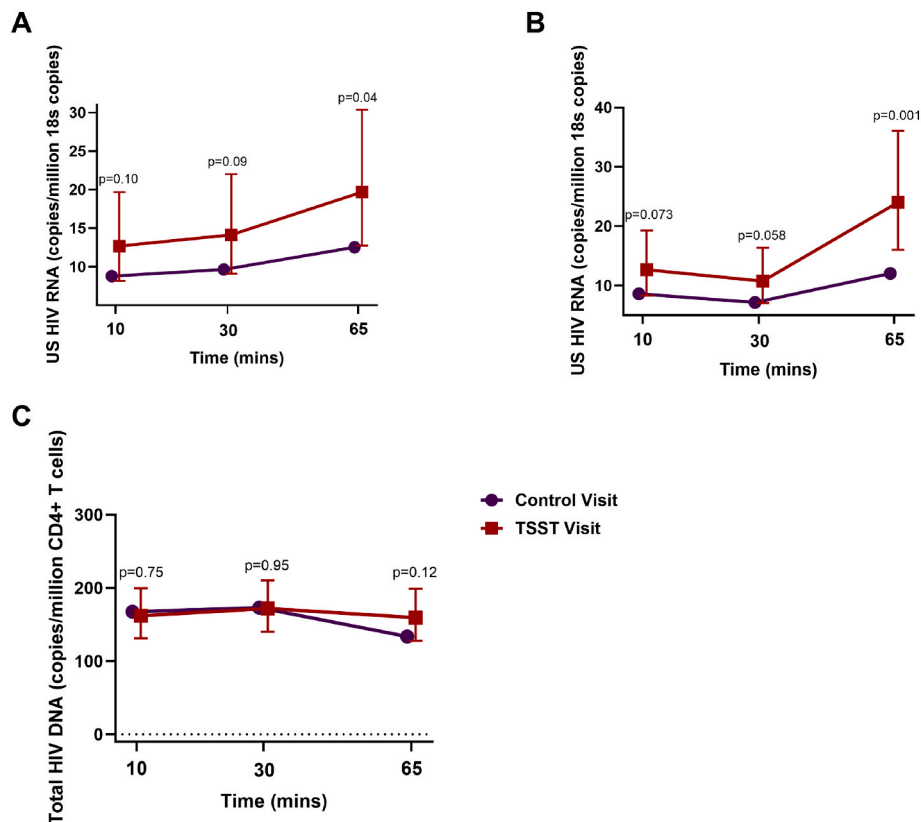 A
US HIV RNA (copies/million 18s copies)
30
25
20
15
10
p=0.10
p=0.09
p=0.04
10
30
65
Time (mins)
B
US HIV RNA (copies/million 18s copies)
40
30
20
10
p=0.073
p=0.058
p=0.001
10
30
65
Time (mins)
C
Total HIV DNA (copies/million CD4+ T cells)
300
200
100
0
p=0.75
p=0.95
p=0.12
10
30
65
Time (mins)
Control Visit
TSST Visit